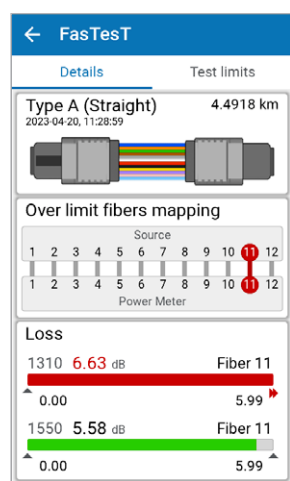 FasTesT
Details Test limits
Type A (Straight) 4.4918 km
2023-04-20, 11:28:59
Over limit fibers mapping
Source
1 2 3 4 5 6 7 8 9 10 11 12
1 2 3 4 5 6 7 8 9 10 11 12
Power Meter
Loss
1310 6.63 dB Fiber 11
0.00 5.99
1550 5.58 dB Fiber 11
0.00 5.99